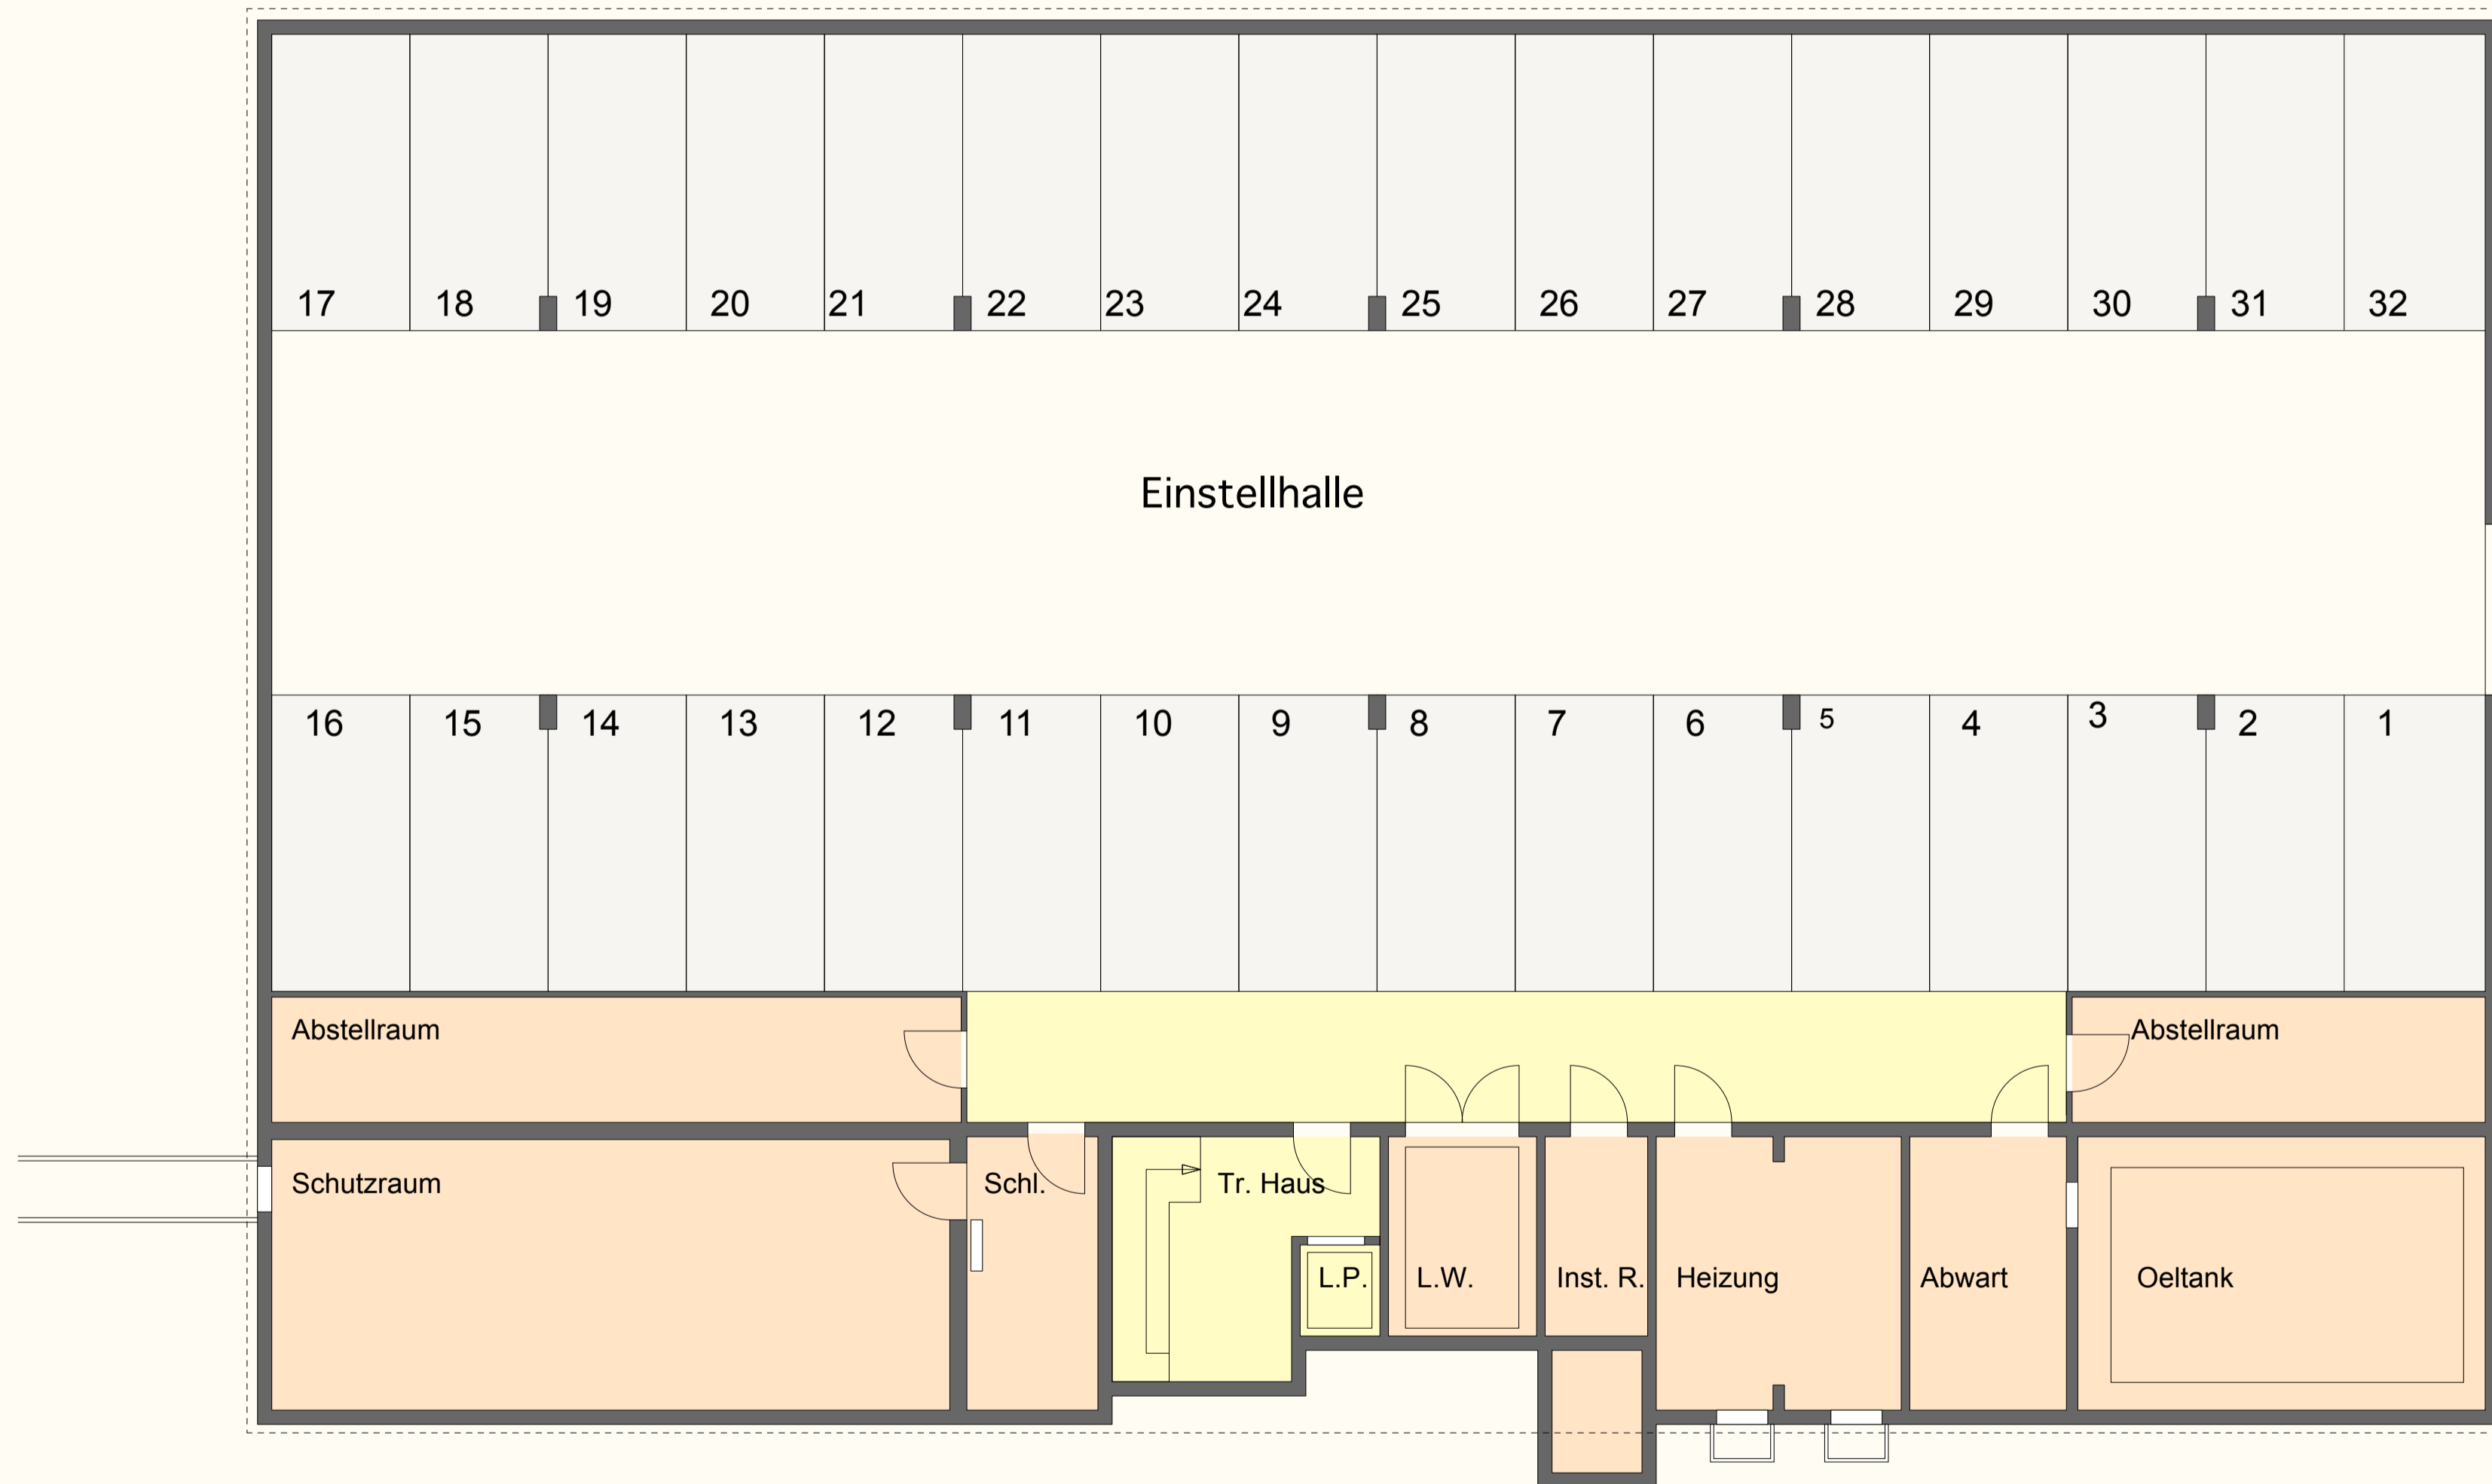 17 18 19 20 21 22 23 24 25 26 27 28 29 30 31 32
Einstellhalle
16 15 14 13 12 11 10 9 8 7 6 5 4 3 2 1
Abstellraum Abstellraum
Schutzraum Schl. Tr. Haus
L.P. L.W. Inst. R. Heizung Abwart Oeltank